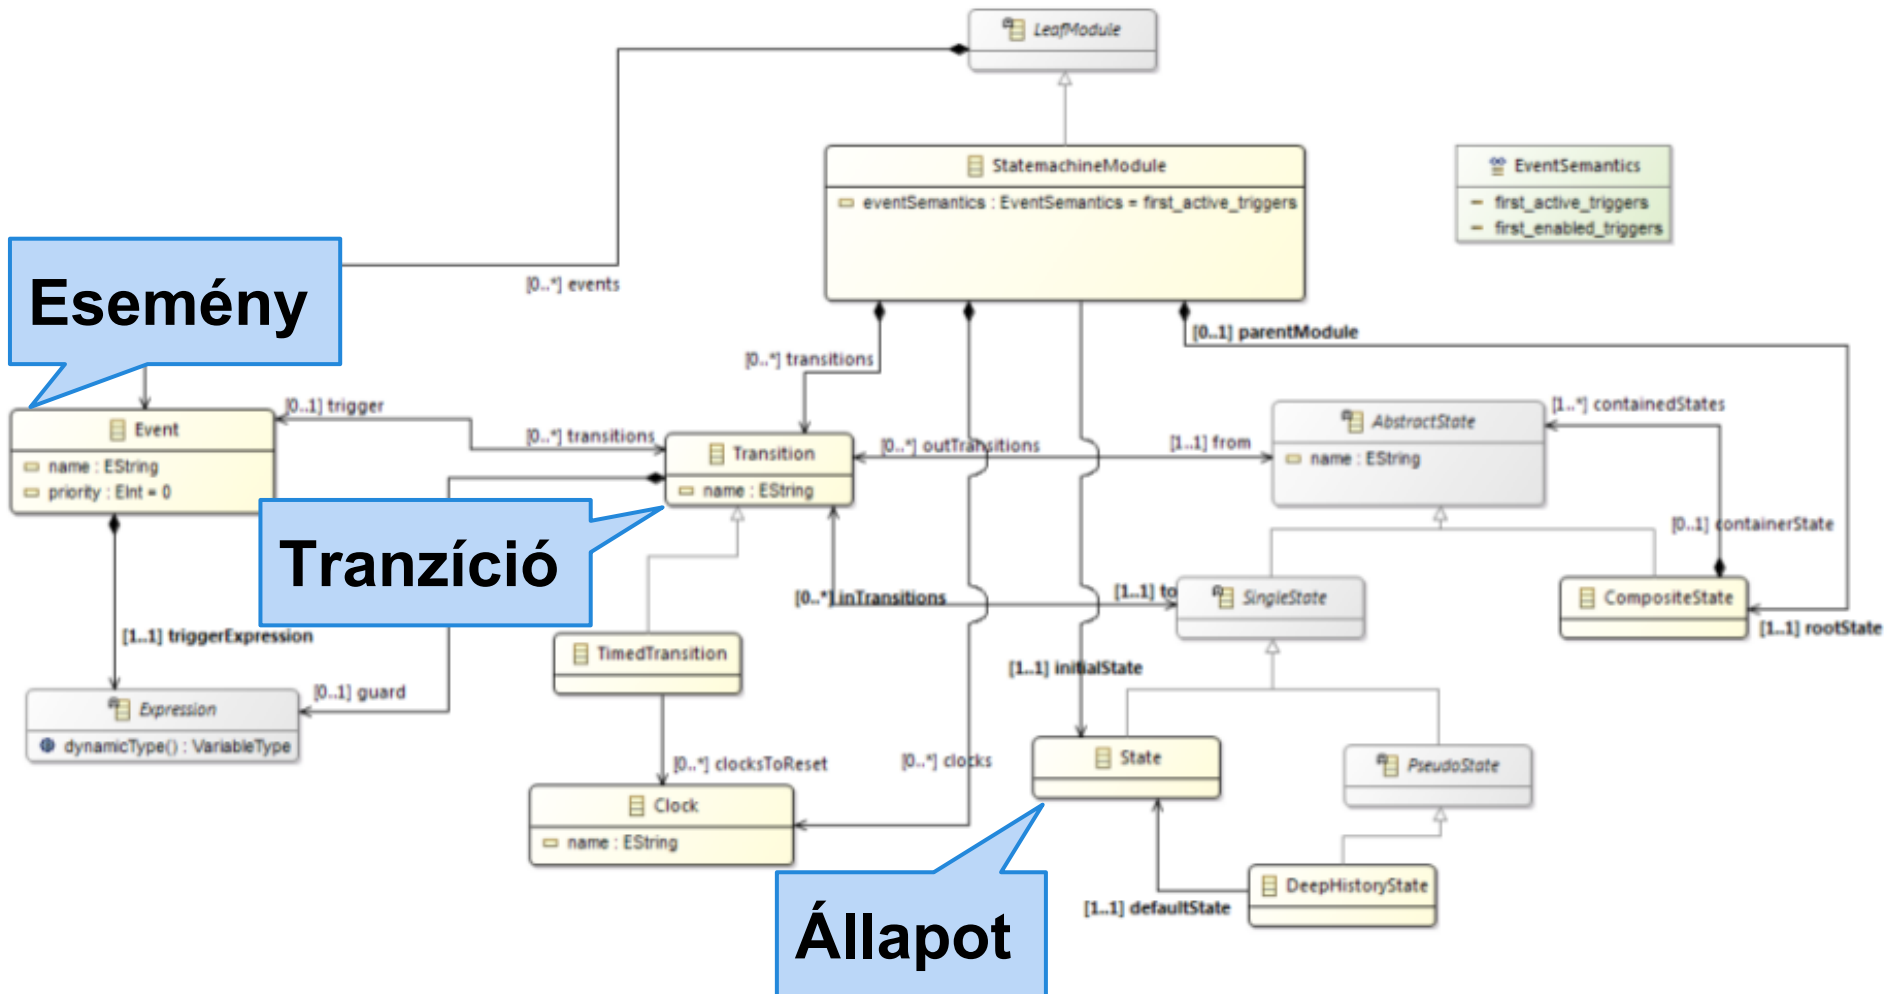 LeafModule
StatemachineModule
eventSemantics : EventSemantics = first_active_triggers
EventSemantics
first_active_triggers
first_enabled_triggers
Esemény
[0..*] events
[0..1] parentModule
[0..*] transitions
[0..1] trigger
[0..*] transitions
Event
name : EString
priority : EInt = 0
Transition
name : EString
[0..*] outTransitions
[1..1] from
AbstractState
name : EString
[1..*] containedStates
[0..1] containerState
Tranzíció
[0..*] inTransitions
[1..1] to
SingleState
CompositeState
[1..1] rootState
[1..1] triggerExpression
TimedTransition
[1..1] initialState
[0..1] guard
Expression
dynamicType() : VariableType
[0..*] clocksToReset
[0..*] clocks
State
PseudoState
Clock
name : EString
DeepHistoryState
[1..1] defaultState
Állapot